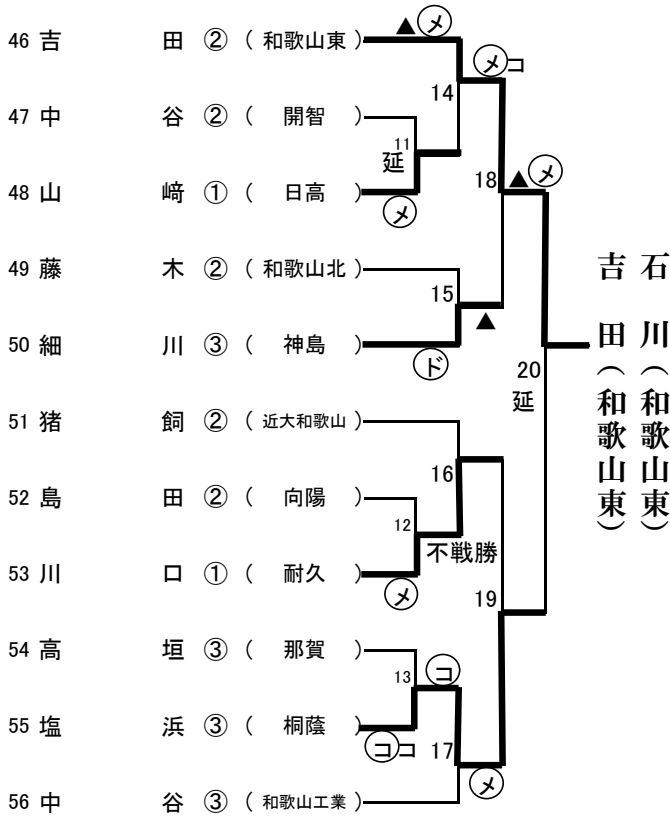 ▲ メ
46 吉 田 ② ( 和歌山東 )
メ コ
14
47 中 谷 ② ( 開智 )
11
延
48 山 﨑 ① ( 日高 )
メ
18
▲ メ
49 藤 木 ② ( 和歌山北 )
15
▲
50 細 川 ③ ( 神島 )
ド
20
延
51 猪 飼 ② ( 近大和歌山 )
16
52 島 田 ② ( 向陽 )
12
不戦勝
53 川 口 ① ( 耐久 )
メ
19
54 高 垣 ③ ( 那賀 )
13
コ
55 塩 浜 ③ ( 桐蔭 )
コ コ
17
メ
56 中 谷 ③ ( 和歌山工業 )
石 川 (和歌山東)
吉 田 (和歌山東)